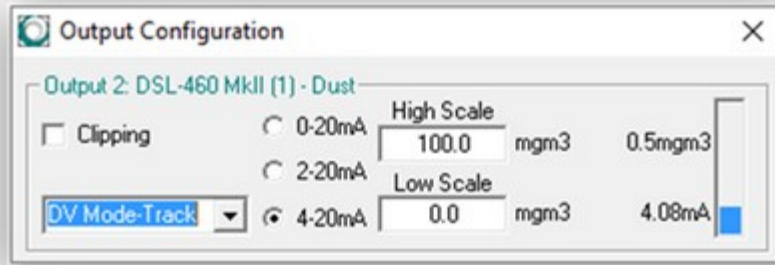 Output Configuration
Output 2: DSL-460 MkII (1) - Dust
Clipping
0-20mA
2-20mA
4-20mA
High Scale
100.0 mgm3
Low Scale
0.0 mgm3
0.5mgm3
4.08mA
DV Mode-Track